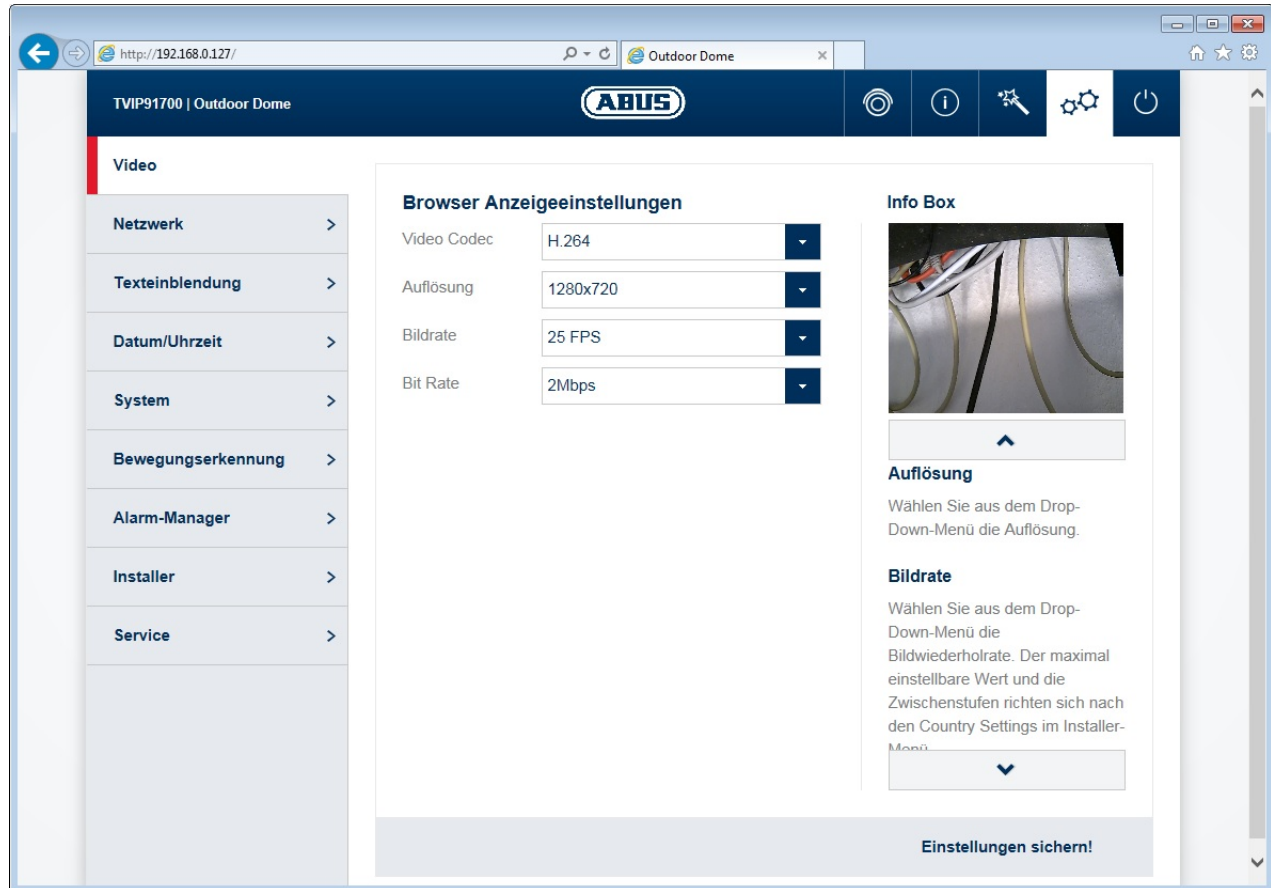 http://192.168.0.127/
Outdoor Dome
TVIP91700 | Outdoor Dome
ABUS
Video
Netzwerk
Texteinblendung
Datum/Uhrzeit
System
Bewegungserkennung
Alarm-Manager
Installer
Service
Browser Anzeigeeinstellungen
Video Codec
H.264
Auflösung
1280x720
Bildrate
25 FPS
Bit Rate
2Mbps
Info Box
Auflösung
Wählen Sie aus dem Drop-
Down-Menü die Auflösung.
Bildrate
Wählen Sie aus dem Drop-
Down-Menü die
Bildwiederholrate. Der maximal
einstellbare Wert und die
Zwischenstufen richten sich nach
den Country Settings im Installer-
Menü
Einstellungen sichern!